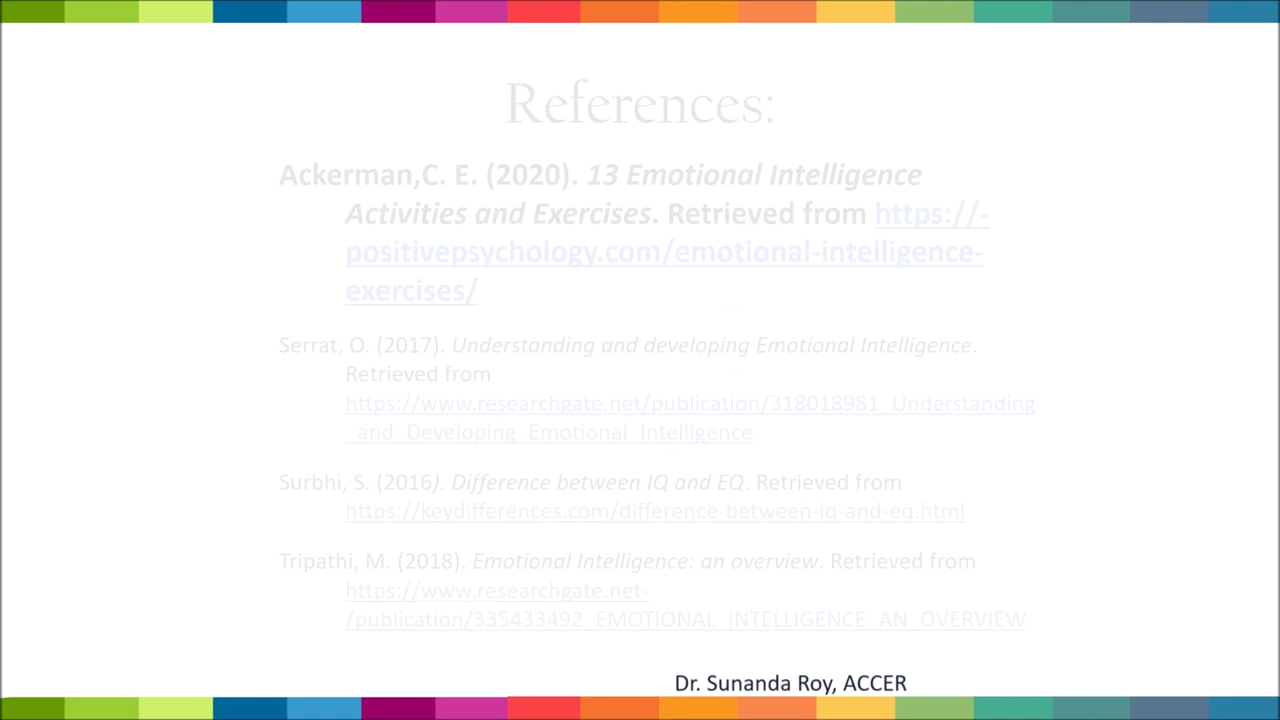 References:
Ackerman,C. E. (2020). 13 Emotional Intelligence
Activities and Exercises. Retrieved from https://-
positivepsychology.com/emotional-intelligence-
exercises/
Serrat, O. (2017). Understanding and developing Emotional Intelligence.
Retrieved from
https://www.researchgate.net/publication/318018981_Understanding
_and_Developing_Emotional_Intelligence
Surbhi, S. (2016). Difference between IQ and EQ. Retrieved from
https://keydifferences.com/difference-between-iq-and-eq.html
Tripathi, M. (2018). Emotional Intelligence: an overview. Retrieved from
https://www.researchgate.net-
/publication/335433492_EMOTIONAL_INTELLIGENCE_AN_OVERVIEW
Dr. Sunanda Roy, ACCER